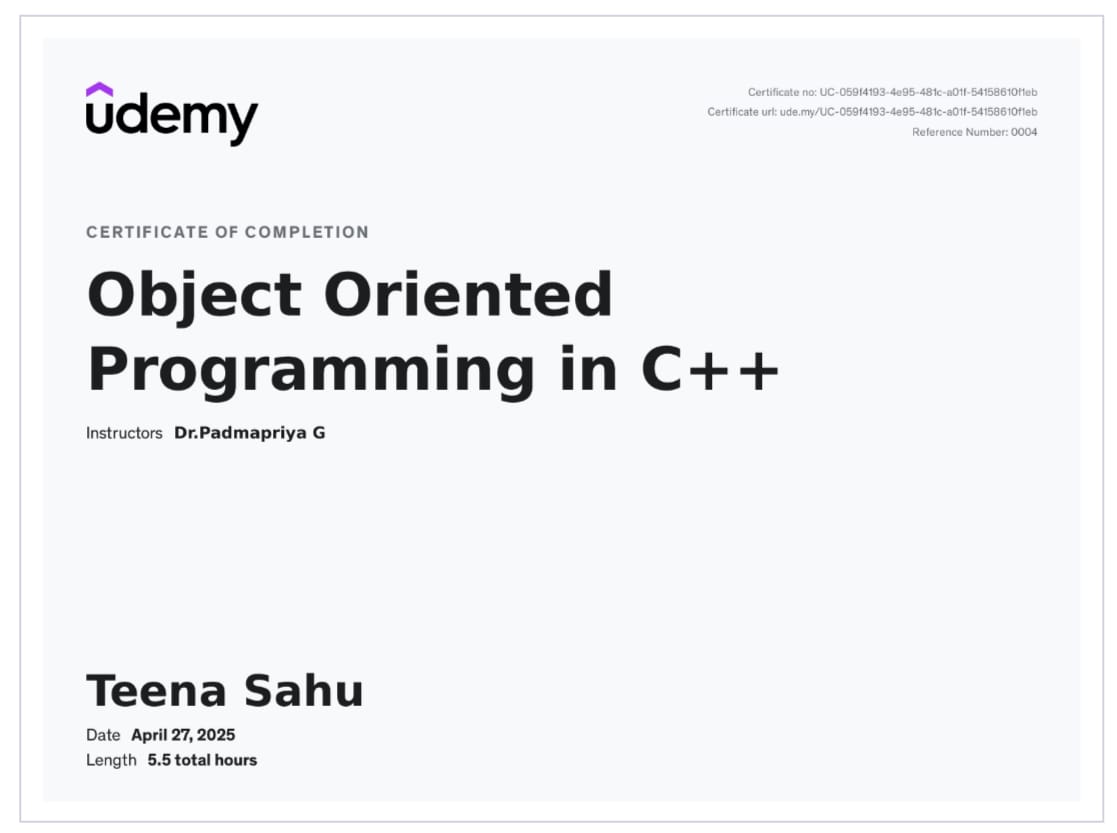 udemy
Certificate no: UC-059f4193-4e95-481c-a01f-54158610f1eb
Certificate url: ude.my/UC-059f4193-4e95-481c-a01f-54158610f1eb
Reference Number: 0004
CERTIFICATE OF COMPLETION
Object Oriented
Programming in C++
Instructors Dr.Padmapriya G
Teena Sahu
Date April 27, 2025
Length 5.5 total hours